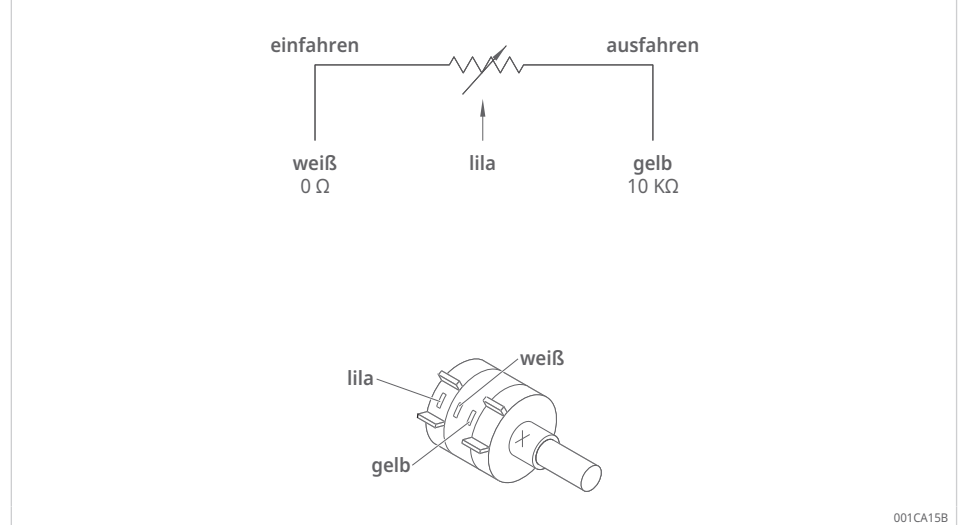 einfahren ausfahren
weiß lila gelb
0 Ω 10 KΩ
weiß
lila
gelb
001CA15B